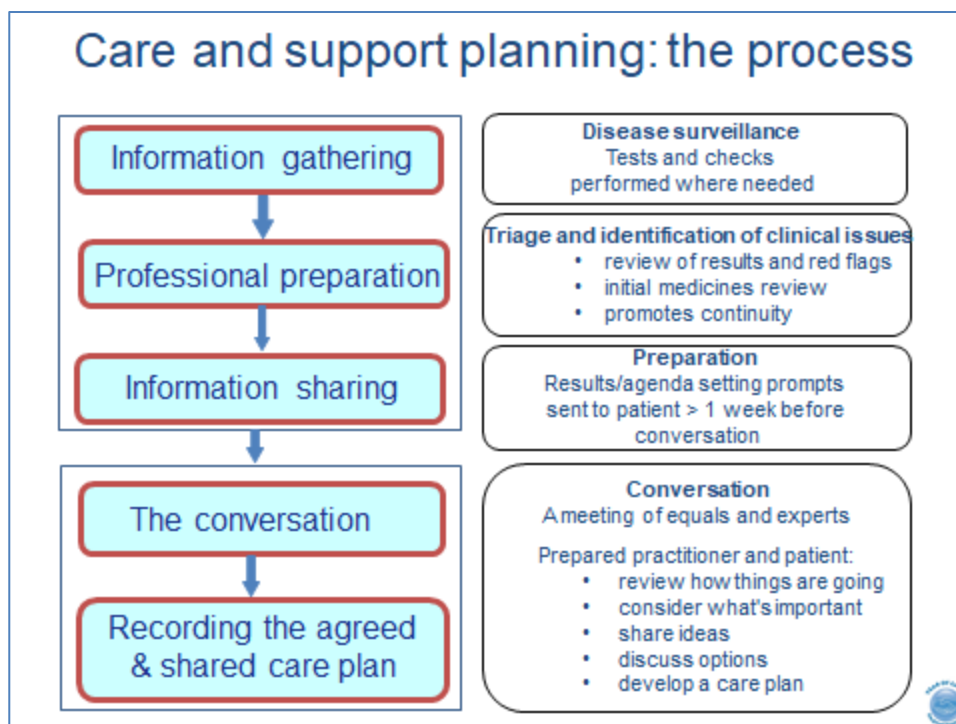 Care and support planning: the process
Information gathering
Disease surveillance
Tests and checks
performed where needed
Professional preparation
Triage and identification of clinical issues
• review of results and red flags
• initial medicines review
• promotes continuity
Information sharing
Preparation
Results/agenda setting prompts
sent to patient > 1 week before
conversation
The conversation
Recording the agreed
& shared care plan
Conversation
A meeting of equals and experts
Prepared practitioner and patient:
• review how things are going
• consider what's important
• share ideas
• discuss options
• develop a care plan